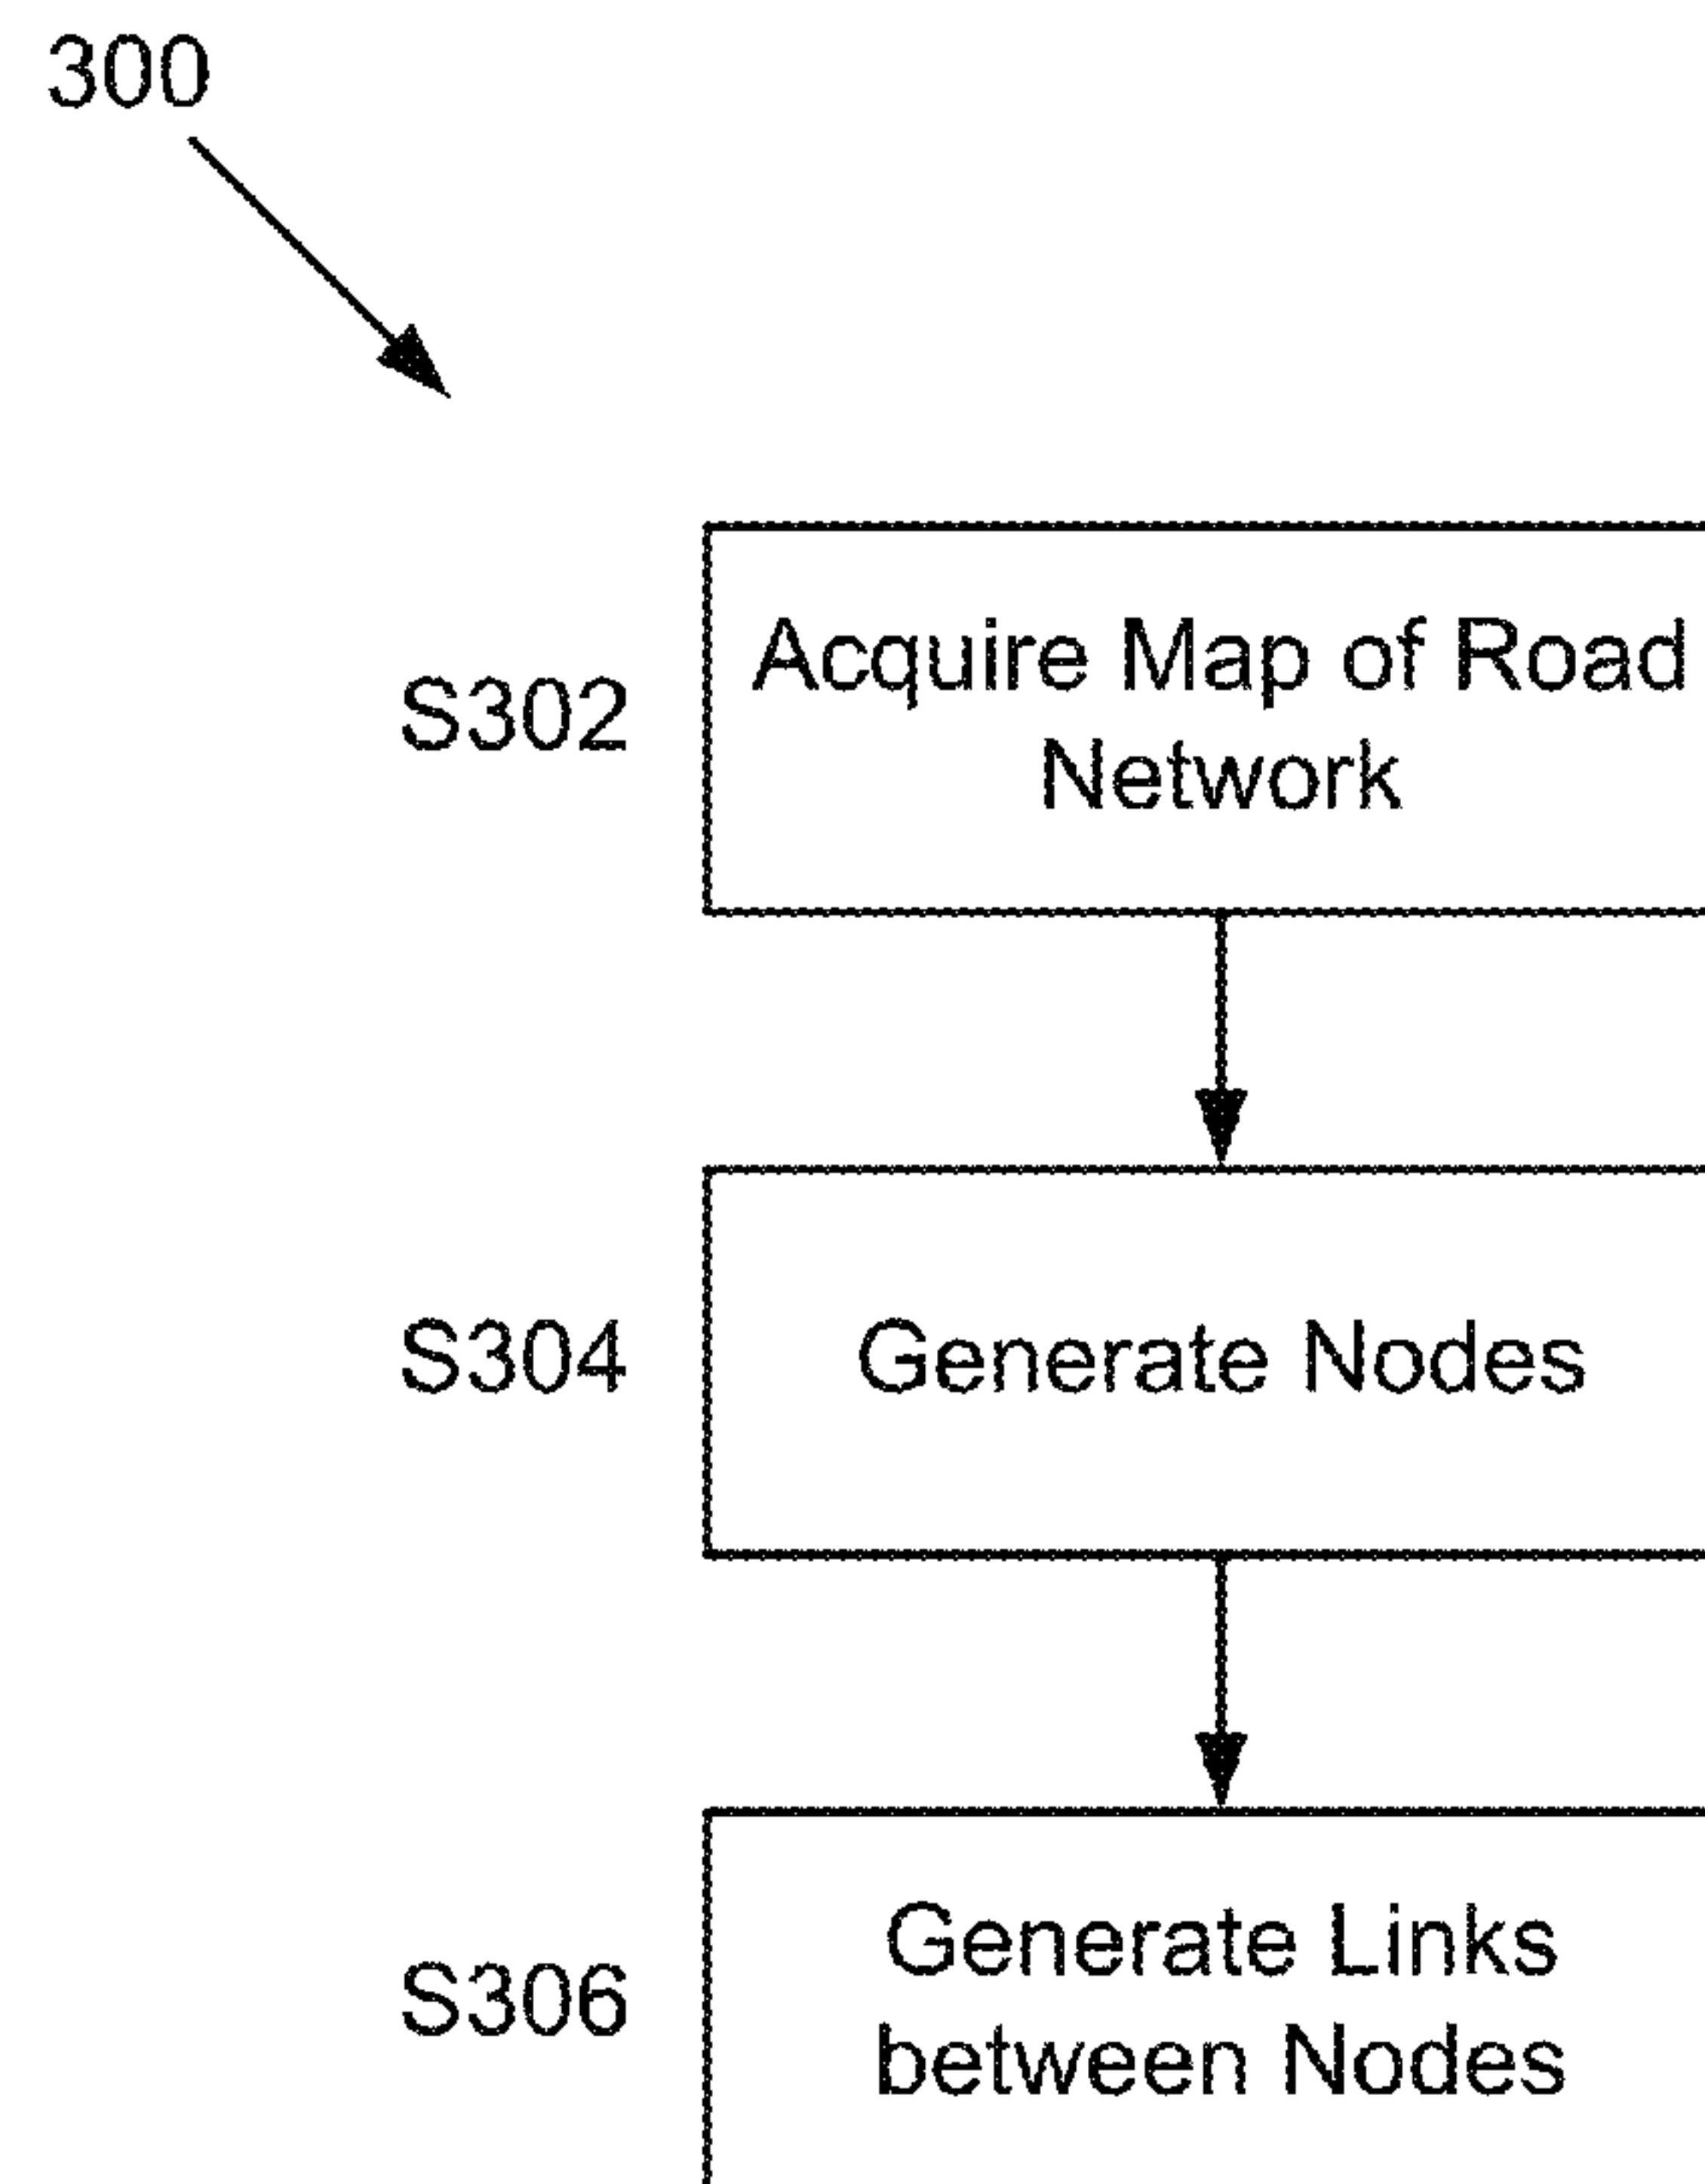 300
S302
Acquire Map of Road
Network
S304
Generate Nodes
S306
Generate Links
between Nodes